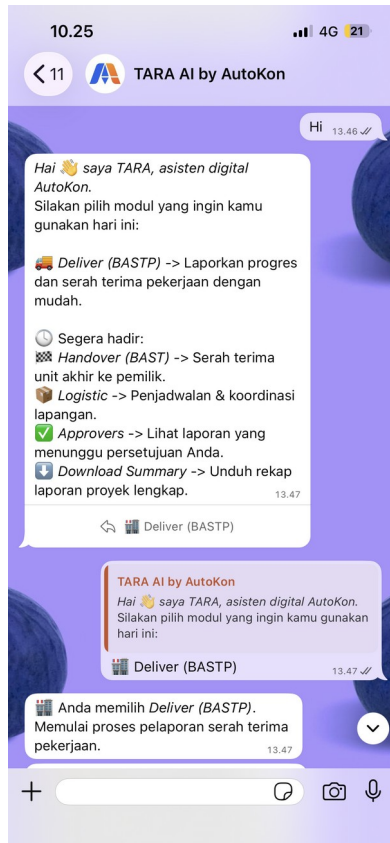 10.25
4G 21
11
TARA AI by AutoKon
Hi 13.46
Hai 👋 saya TARA, asisten digital
AutoKon.
Silakan pilih modul yang ingin kamu
gunakan hari ini:
🚚 Deliver (BASTP) -> Laporkan progres
dan serah terima pekerjaan dengan
mudah.
🕓 Segera hadir:
🏁 Handover (BAST) -> Serah terima
unit akhir ke pemilik.
📦 Logistic -> Penjadwalan & koordinasi
lapangan.
✅ Approvers -> Lihat laporan yang
menunggu persetujuan Anda.
⬇️ Download Summary -> Unduh rekap
laporan proyek lengkap. 13.47
🏬 Deliver (BASTP)
TARA AI by AutoKon
Hai 👋 saya TARA, asisten digital AutoKon.
Silakan pilih modul yang ingin kamu gunakan
hari ini:
🏬 Deliver (BASTP) 13.47
🏬 Anda memilih Deliver (BASTP).
Memulai proses pelaporan serah terima
pekerjaan. 13.47